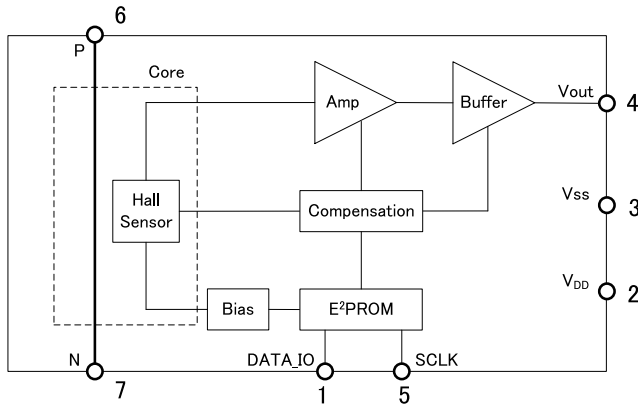 6
P
Core
Amp
Buffer
Vout
4
Hall
Sensor
Compensation
Vss
3
VDD
2
Bias
E²PROM
N
7
DATA_IO
1
SCLK
5